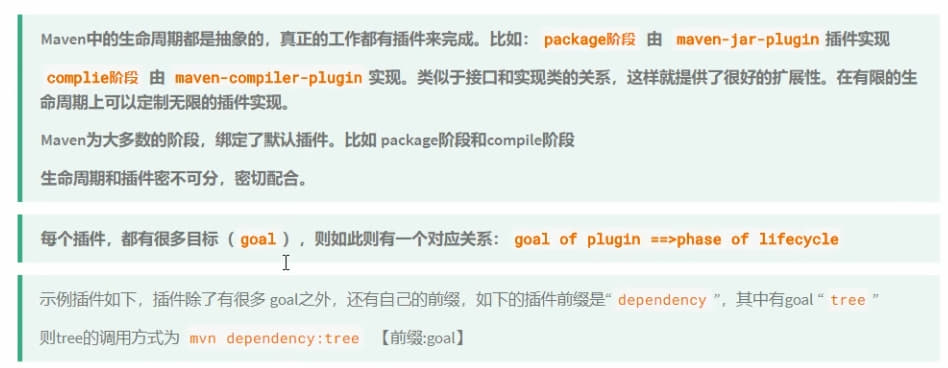 Maven中的生命周期都是抽象的，真正的工作都有插件来完成。比如： package阶段 由 maven-jar-plugin 插件实现
complie阶段 由 maven-compiler-plugin 实现。类似于接口和实现类的关系，这样就提供了很好的扩展性。在有限的生
命周期上可以定制无限的插件实现。
Maven为大多数的阶段，绑定了默认插件。比如 package阶段和compile阶段
生命周期和插件密不可分，密切配合。
每个插件，都有很多目标（ goal ），则如此则有一个对应关系： goal of plugin ==>phase of lifecycle
示例插件如下，插件除了有很多 goal之外，还有自己的前缀，如下的插件前缀是“ dependency ”，其中有goal “ tree ”
则tree的调用方式为 mvn dependency:tree 【前缀:goal】